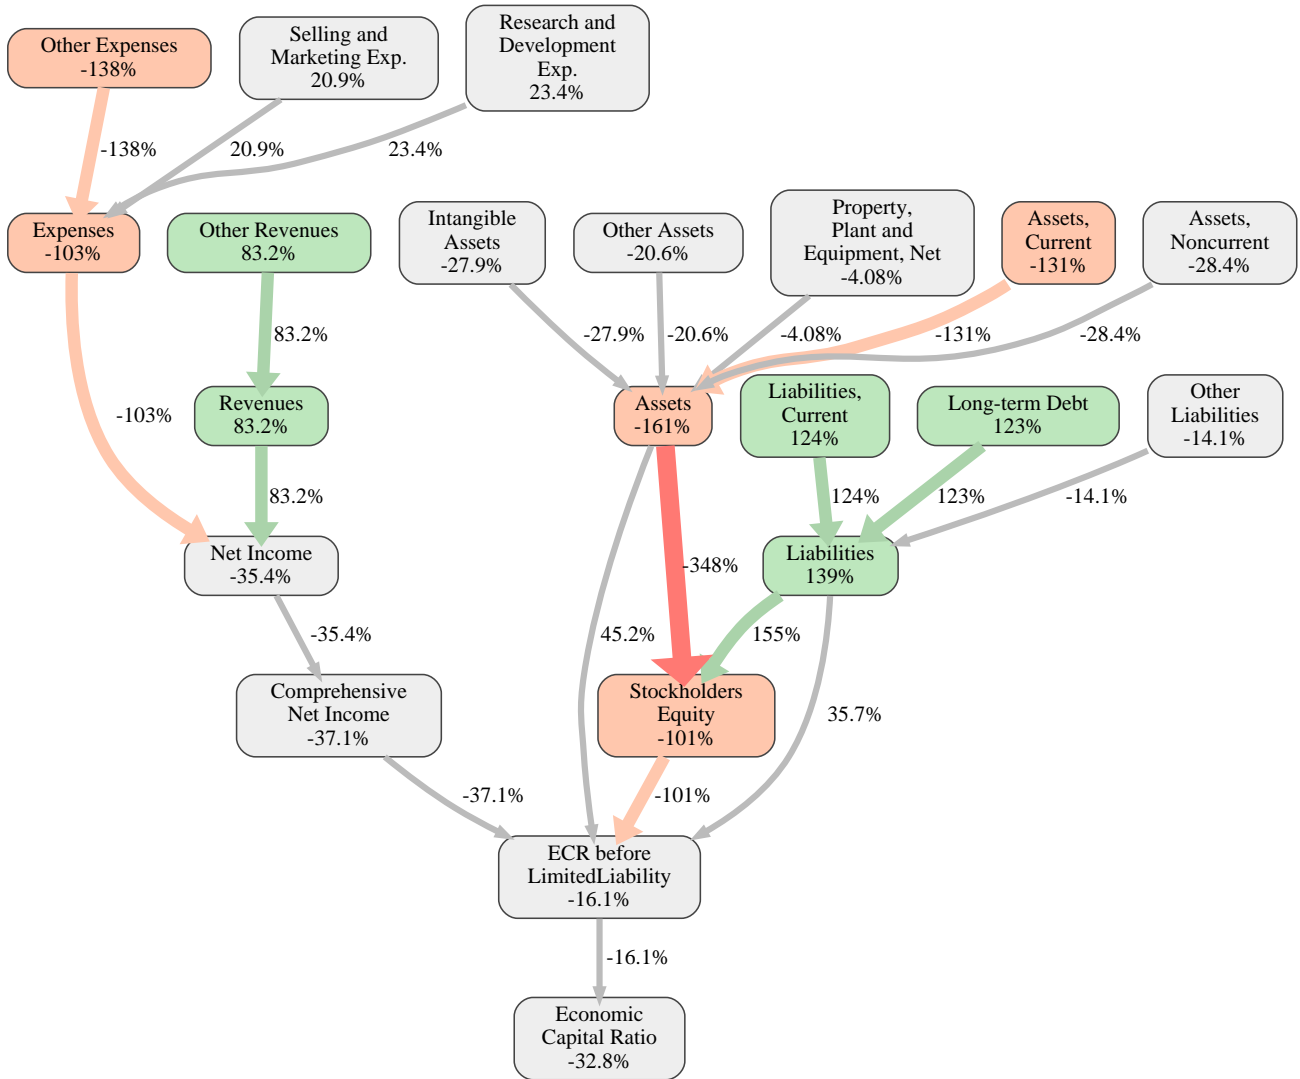 Other Expenses
-138%
Selling and
Marketing Exp.
20.9%
Research and
Development
Exp.
23.4%
-138%
20.9%
23.4%
Expenses
-103%
Other Revenues
83.2%
Intangible
Assets
-27.9%
Other Assets
-20.6%
Property,
Plant and
Equipment, Net
-4.08%
Assets,
Current
-131%
Assets,
Noncurrent
-28.4%
83.2%
-27.9%
-20.6%
-4.08%
-131%
-28.4%
-103%
Revenues
83.2%
Assets
-161%
Liabilities,
Current
124%
Long-term Debt
123%
Other
Liabilities
-14.1%
83.2%
124%
123%
-14.1%
Net Income
-35.4%
-348%
Liabilities
139%
-35.4%
45.2%
155%
Comprehensive
Net Income
-37.1%
Stockholders
Equity
-101%
35.7%
-37.1%
-101%
ECR before
LimitedLiability
-16.1%
-16.1%
Economic
Capital Ratio
-32.8%